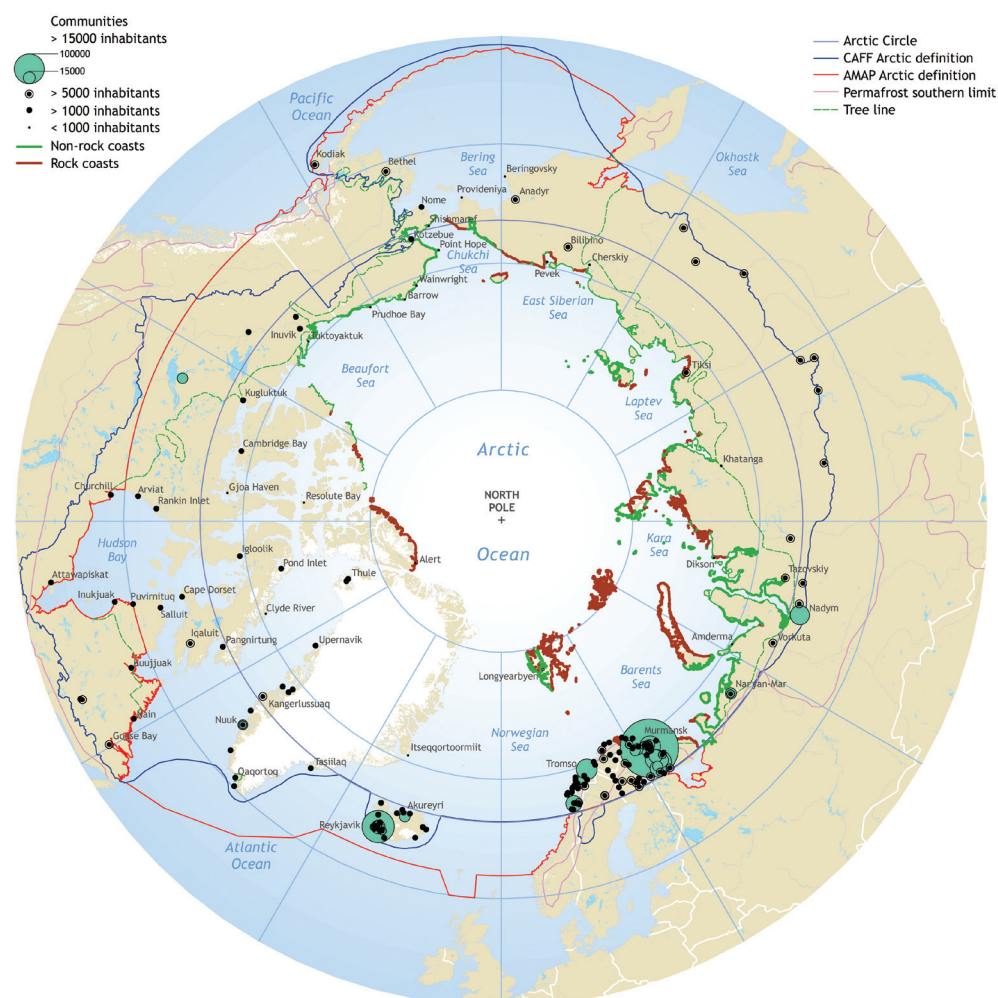 Communities
> 15000 inhabitants
100000
15000
> 5000 inhabitants
> 1000 inhabitants
< 1000 inhabitants
Non-rock coasts
Rock coasts
Arctic Circle
CAFF Arctic definition
AMAP Arctic definition
Permafrost southern limit
Tree line
Pacific
Ocean
Okhostk
Sea
Kodiak
Bethel
Bering
Sea
Beringovsky
Provideniya
Anadyr
Nome
Shishmaref
Kotzebue
Point Hope
Chukchi
Sea
Bilibino
Cherskiy
Pevek
Wainwright
Barrow
Prudhoe Bay
East Siberian
Sea
Inuvik
Tuktoyaktuk
Beaufort
Sea
Tiksi
Laptev
Sea
Kugluktuk
Cambridge Bay
Arctic
Khatanga
Churchill
Arviat
Gjoa Haven
Rankin Inlet
Resolute Bay
NORTH
POLE
+
Hudson
Bay
Kara
Sea
Ocean
Igloolik
Alert
Pond Inlet
Dikson
Thule
Tazovskiy
Attawapiskat
Inukjuak
Puvirnituq
Cape Dorset
Salluit
Clyde River
Nadym
Iqaluit
Pangnirtung
Upernavik
Amderma
Vorkuta
Kuujjuak
Longyearbyen
Barents
Sea
Nar'yan-Mar
Kangerlussuaq
Nain
Nuuk
Goose Bay
Norwegian
Sea
Murmansk
Itseqqortoormiit
Tromsø
Tasiilaq
Qaqortoq
Akureyri
Reykjavik
Atlantic
Ocean